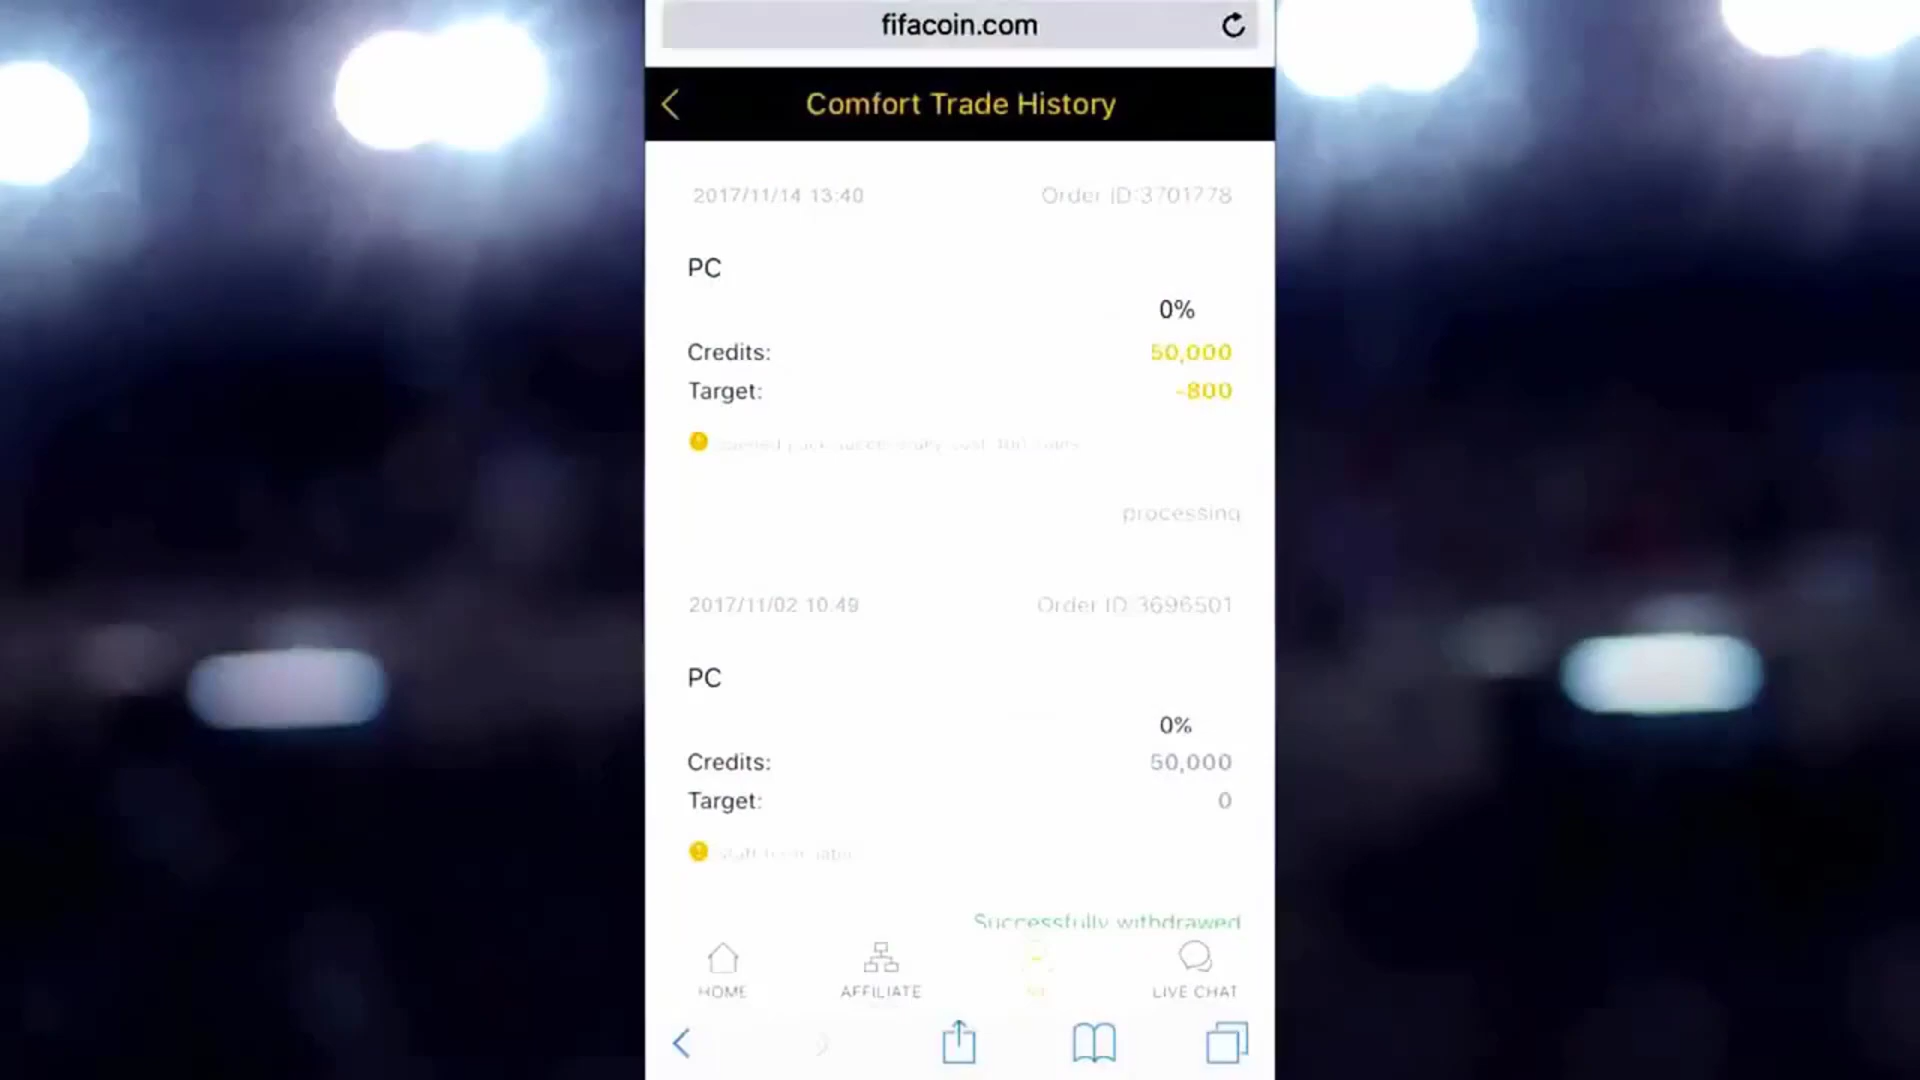 fifacoin.com
Comfort Trade History
2017/11/14 13:40 Order ID:3701778
PC
0%
Credits: 50,000
Target: -800
processing
2017/11/02 10:49 Order ID:3696501
PC
0%
Credits: 50,000
Target: 0
Successfully withdrawed
HOME AFFILIATE LIVE CHAT